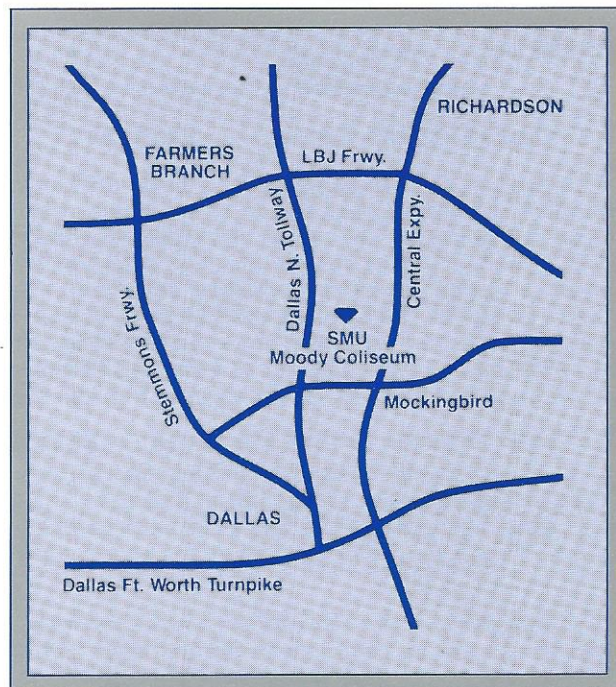 RICHARDSON
FARMERS
BRANCH
LBJ Frwy.
Dallas N. Tollway
Central Expy.
Stemmons Frwy.
SMU
Moody Coliseum
Mockingbird
DALLAS
Dallas Ft. Worth Turnpike